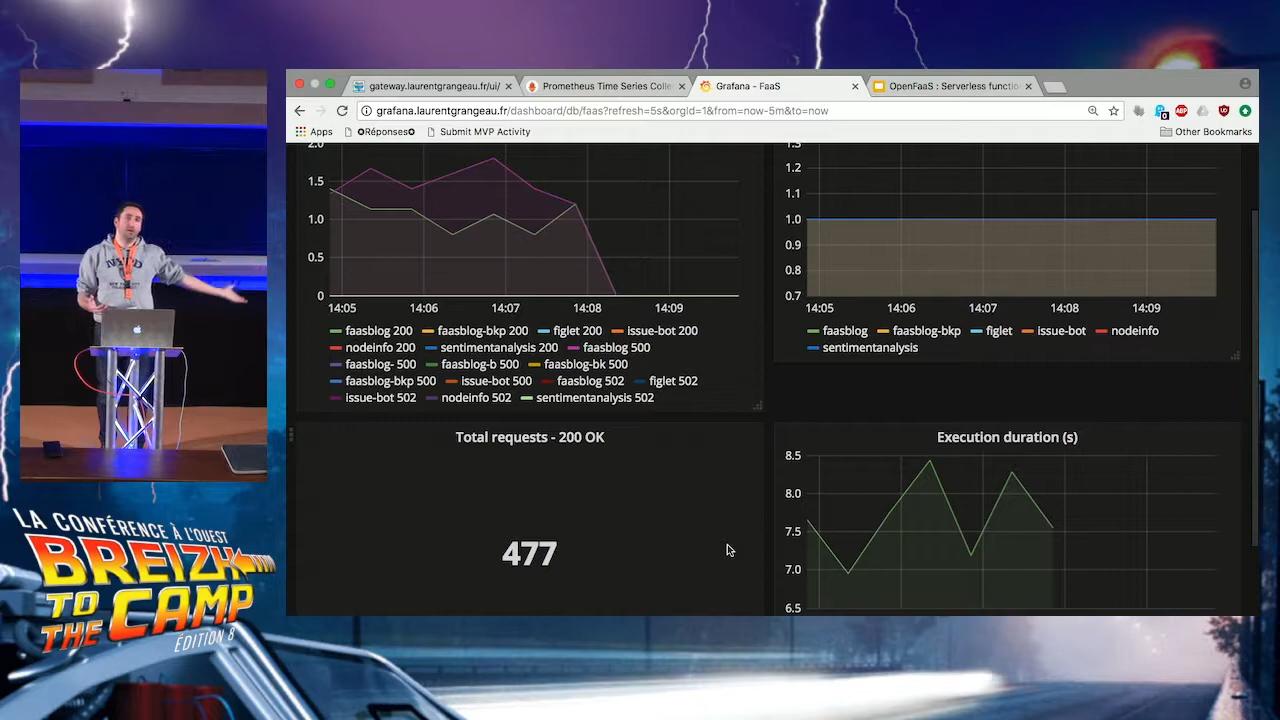 gateway.laurentgrangeau.fr/ui/
Prometheus Time Series Colle
Grafana - FaaS
OpenFaaS : Serverless functio
grafana.laurentgrangeau.fr/dashboard/db/faas?refresh=5s&orgId=1&from=now-5m&to=now
Apps
✪Réponses✪
Submit MVP Activity
Other Bookmarks
2.0
1.5
1.0
0.5
0
14:05
14:06
14:07
14:08
14:09
faasblog 200
faasblog-bkp 200
figlet 200
issue-bot 200
nodeinfo 200
sentimentanalysis 200
faasblog 500
faasblog- 500
faasblog-b 500
faasblog-bk 500
faasblog-bkp 500
issue-bot 500
faasblog 502
figlet 502
issue-bot 502
nodeinfo 502
sentimentanalysis 502
1.3
1.2
1.1
1.0
0.9
0.8
0.7
14:05
14:06
14:07
14:08
14:09
faasblog
faasblog-bkp
figlet
issue-bot
nodeinfo
sentimentanalysis
Total requests - 200 OK
477
Execution duration (s)
8.5
8.0
7.5
7.0
6.5
LA CONFÉRENCE À L'OUEST
BREIZH
TO
THE CAMP
ÉDITION 8